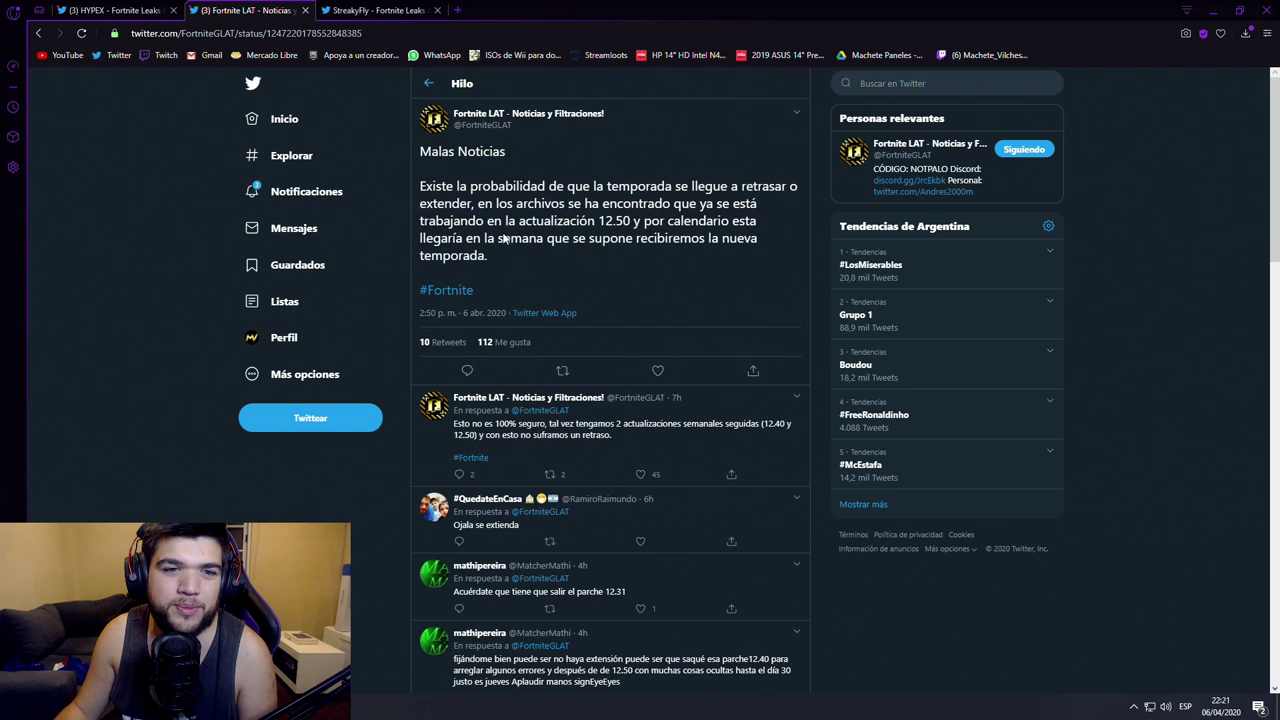 (3) HYPEX - Fortnite Leaks
(3) Fortnite LAT - Noticias y
StreakyFly - Fortnite Leaks
twitter.com/FortniteGLAT/status/1247220178552848385
YouTube
Twitter
Twitch
Gmail
Mercado Libre
Apoya a un creador...
WhatsApp
ISOs de Wii para do...
Streamloots
HP 14" HD Intel N4...
2019 ASUS 14" Pre...
Machete Paneles -...
(6) Machete_Vilches...
Inicio
Explorar
Notificaciones
Mensajes
Guardados
Listas
Perfil
Más opciones
Twittear
Hilo
Fortnite LAT - Noticias y Filtraciones!
@FortniteGLAT
Malas Noticias
Existe la probabilidad de que la temporada se llegue a retrasar o
extender, en los archivos se ha encontrado que ya se está
trabajando en la actualización 12.50 y por calendario esta
llegaría en la semana que se supone recibiremos la nueva
temporada.
#Fortnite
2:50 p. m. · 6 abr. 2020 · Twitter Web App
10 Retweets 112 Me gusta
Fortnite LAT - Noticias y Filtraciones! @FortniteGLAT · 7h
En respuesta a @FortniteGLAT
Esto no es 100% seguro, tal vez tengamos 2 actualizaciones semanales seguidas (12.40 y
12.50) y con esto no suframos un retraso.
#Fortnite
2 2 45
#QuedateEnCasa @RamiroRaimundo · 6h
En respuesta a @FortniteGLAT
Ojala se extienda
mathipereira @MatcherMathi · 4h
En respuesta a @FortniteGLAT
Acuérdate que tiene que salir el parche 12.31
1
mathipereira @MatcherMathi · 4h
En respuesta a @FortniteGLAT
fijándome bien puede ser no haya extensión puede ser que saqué esa parche12.40 para
arreglar algunos errores y después de de 12.50 con muchas cosas ocultas hasta el día 30
justo es jueves Aplaudir manos signEyeEyes
Buscar en Twitter
Personas relevantes
Fortnite LAT - Noticias y F...
@FortniteGLAT
Siguiendo
CÓDIGO: NOTPALO Discord:
discord.gg/JrcEkbk Personal:
twitter.com/Andres2000m
Tendencias de Argentina
1 · Tendencias
#LosMiserables
20,8 mil Tweets
2 · Tendencias
Grupo 1
88,9 mil Tweets
3 · Tendencias
Boudou
18,2 mil Tweets
4 · Tendencias
#FreeRonaldinho
4.088 Tweets
5 · Tendencias
#McEstafa
14,2 mil Tweets
Mostrar más
Términos Política de privacidad Cookies
Información de anuncios Más opciones © 2020 Twitter, Inc.
ESP
22:21
06/04/2020
2